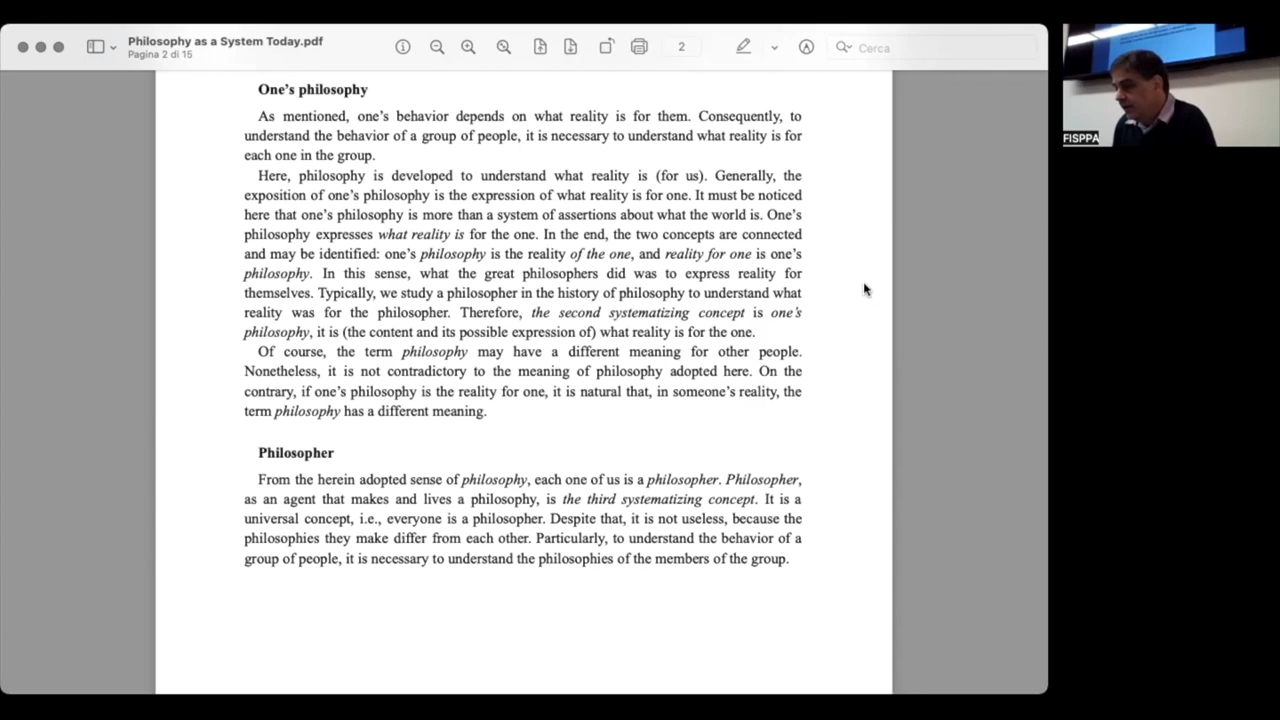 Philosophy as a System Today.pdf
Pagina 2 di 15
2
Cerca
FISPPA
One's philosophy
As mentioned, one's behavior depends on what reality is for them. Consequently, to
understand the behavior of a group of people, it is necessary to understand what reality is for
each one in the group.
Here, philosophy is developed to understand what reality is (for us). Generally, the
exposition of one's philosophy is the expression of what reality is for one. It must be noticed
here that one's philosophy is more than a system of assertions about what the world is. One's
philosophy expresses what reality is for the one. In the end, the two concepts are connected
and may be identified: one's philosophy is the reality of the one, and reality for one is one's
philosophy. In this sense, what the great philosophers did was to express reality for
themselves. Typically, we study a philosopher in the history of philosophy to understand what
reality was for the philosopher. Therefore, the second systematizing concept is one's
philosophy, it is (the content and its possible expression of) what reality is for the one.
Of course, the term philosophy may have a different meaning for other people.
Nonetheless, it is not contradictory to the meaning of philosophy adopted here. On the
contrary, if one's philosophy is the reality for one, it is natural that, in someone's reality, the
term philosophy has a different meaning.
Philosopher
From the herein adopted sense of philosophy, each one of us is a philosopher. Philosopher,
as an agent that makes and lives a philosophy, is the third systematizing concept. It is a
universal concept, i.e., everyone is a philosopher. Despite that, it is not useless, because the
philosophies they make differ from each other. Particularly, to understand the behavior of a
group of people, it is necessary to understand the philosophies of the members of the group.